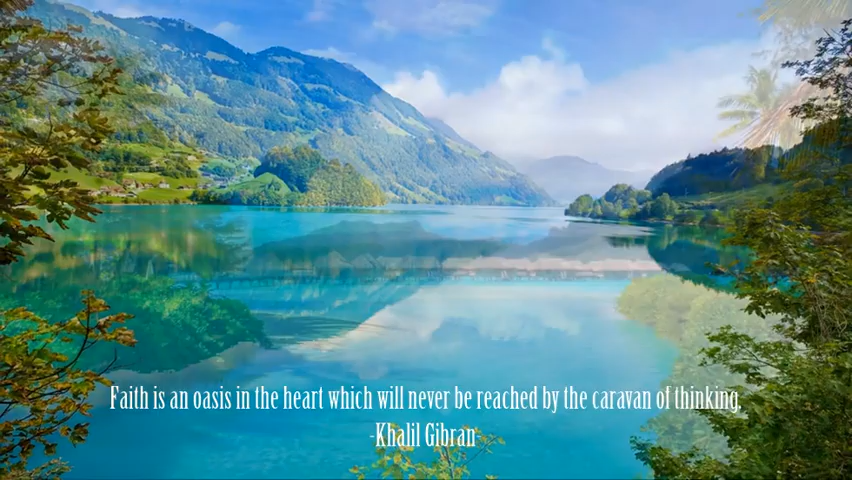 Faith is an oasis in the heart which will never be reached by the caravan of thinking.
-Khalil Gibran